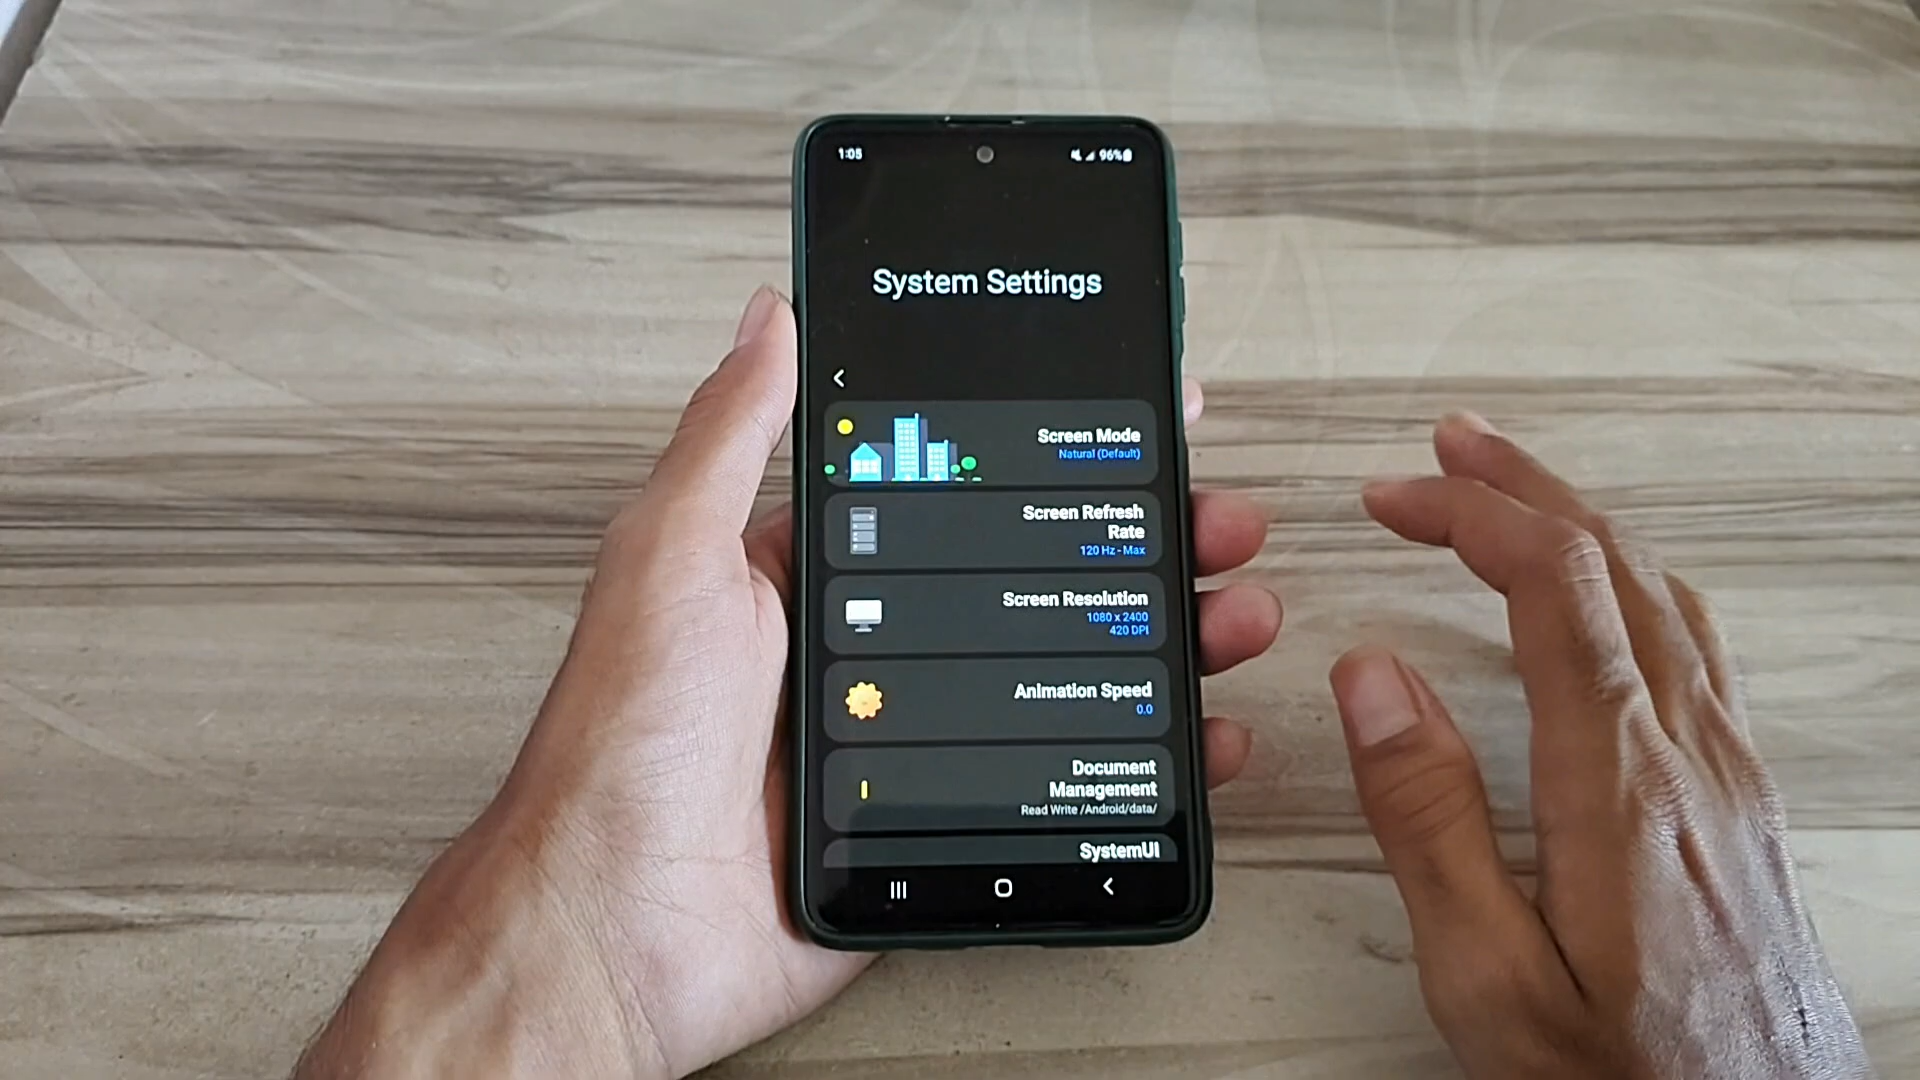 1:05
96%
System Settings
Screen Mode
Natural (Default)
Screen Refresh
Rate
120 Hz - Max
Screen Resolution
1080 x 2400
420 DPI
Animation Speed
0.0
Document
Management
Read Write /Android/data/
SystemUI